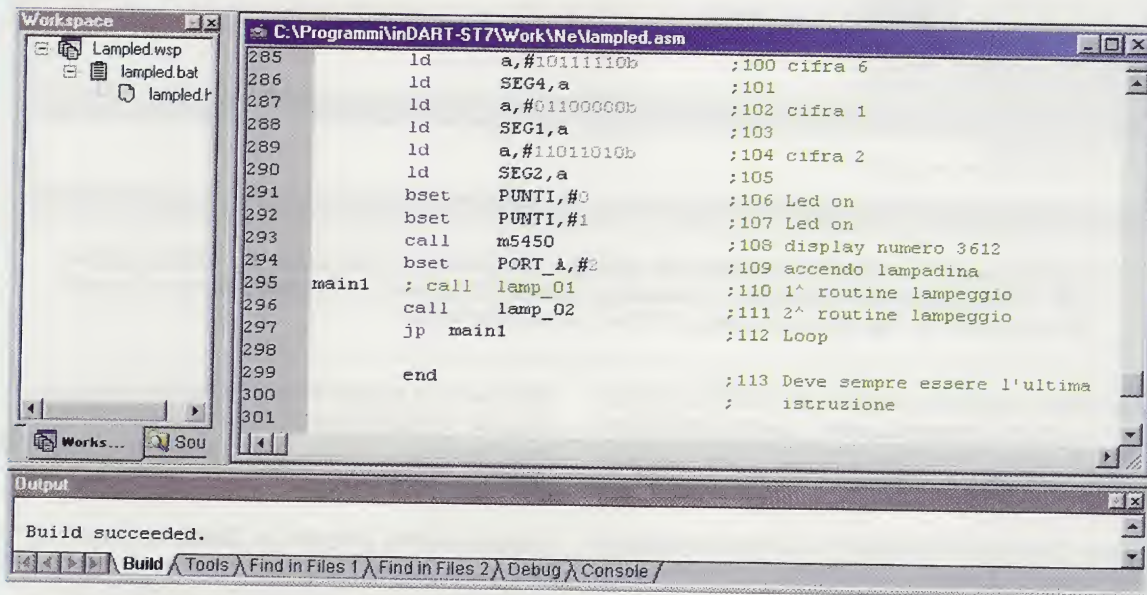 Workspace
Lampled.wsp
lampled.bat
lampled.h
Works...
Sou
C:\Programmi\inDART-ST7\Work\Ne\lampled.asm
285 ld a,#10111110b ;100 cifra 6
286 ld SEG4,a ;101
287 ld a,#01100000b ;102 cifra 1
288 ld SEG1,a ;103
289 ld a,#11011010b ;104 cifra 2
290 ld SEG2,a ;105
291 bset PUNTI,#0 ;106 Led on
292 bset PUNTI,#1 ;107 Led on
293 call m5450 ;108 display numero 3612
294 bset PORT_A,#2 ;109 accendo lampadina
295 main1 ; call lamp_01 ;110 1^ routine lampeggio
296 call lamp_02 ;111 2^ routine lampeggio
297 jp main1 ;112 Loop
298
299 end ;113 Deve sempre essere l'ultima
300 ; istruzione
301
Output
Build succeeded.
Build Tools Find in Files 1 Find in Files 2 Debug Console